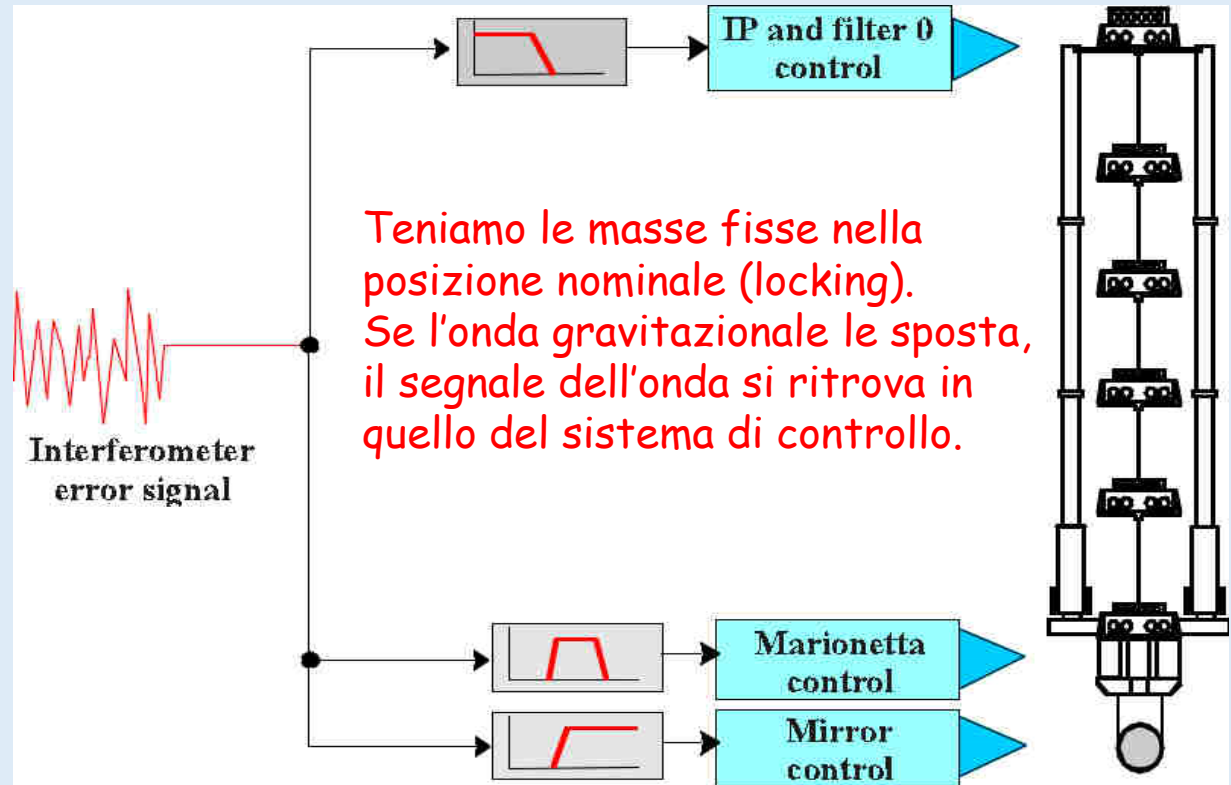 IP and filter 0
control
Teniamo le masse fisse nella
posizione nominale (locking).
Se l'onda gravitazionale le sposta,
il segnale dell'onda si ritrova in
quello del sistema di controllo.
Interferometer
error signal
Marionetta
control
Mirror
control